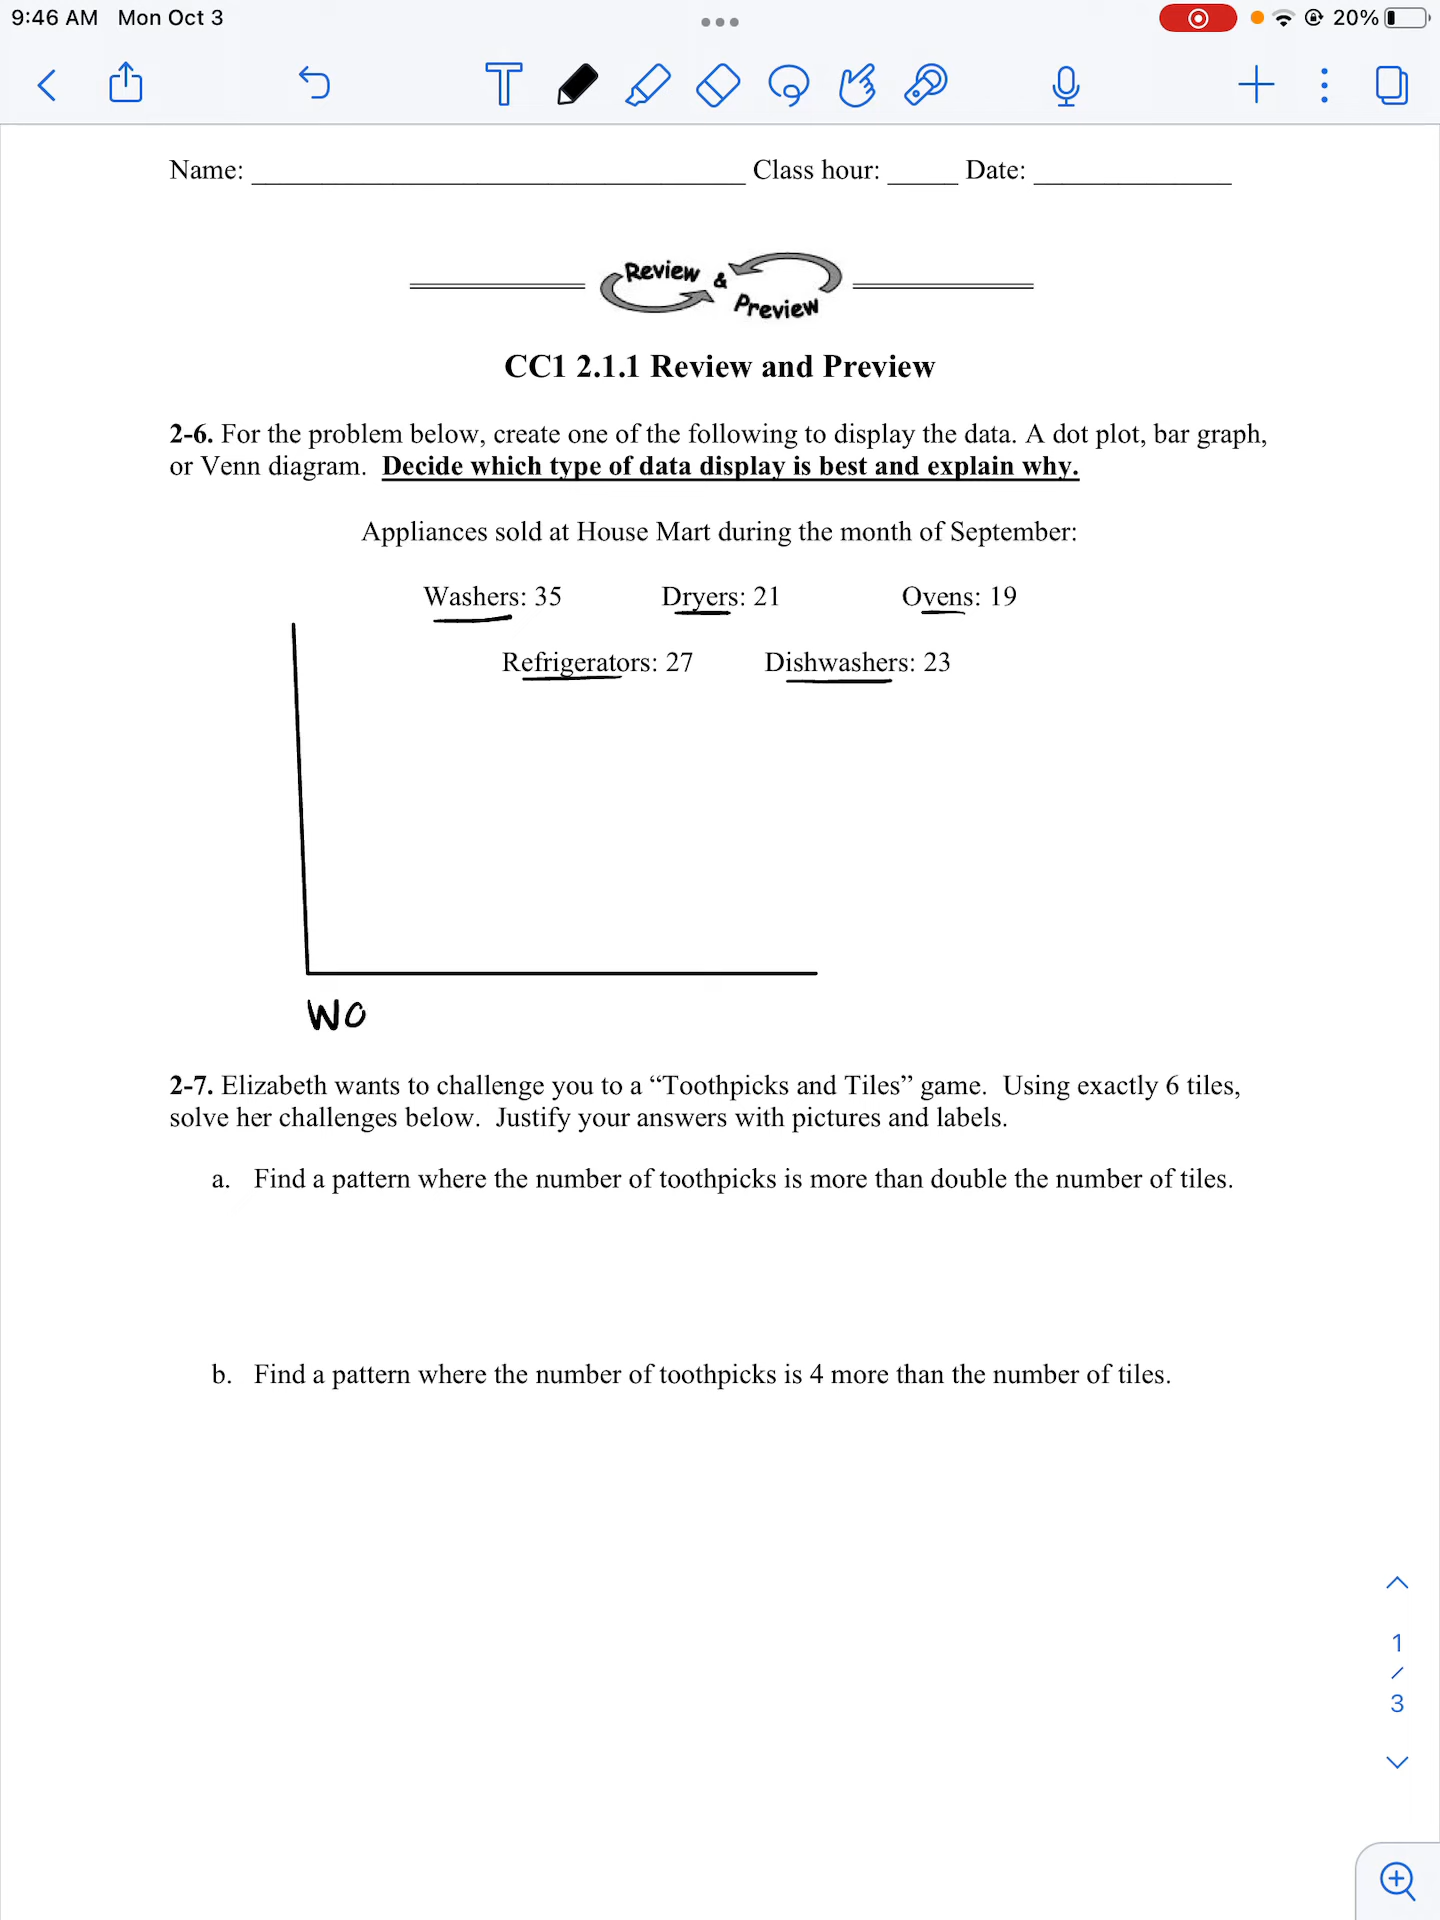 9:46 AM Mon Oct 3
20%
Name: ___________________________________ Class hour: _____ Date: ______________
Review &
Preview
CC1 2.1.1 Review and Preview
2-6. For the problem below, create one of the following to display the data. A dot plot, bar graph,
or Venn diagram. Decide which type of data display is best and explain why.
Appliances sold at House Mart during the month of September:
Washers: 35 Dryers: 21 Ovens: 19
Refrigerators: 27 Dishwashers: 23
WO
2-7. Elizabeth wants to challenge you to a “Toothpicks and Tiles” game. Using exactly 6 tiles,
solve her challenges below. Justify your answers with pictures and labels.
a. Find a pattern where the number of toothpicks is more than double the number of tiles.
b. Find a pattern where the number of toothpicks is 4 more than the number of tiles.
1
/
3